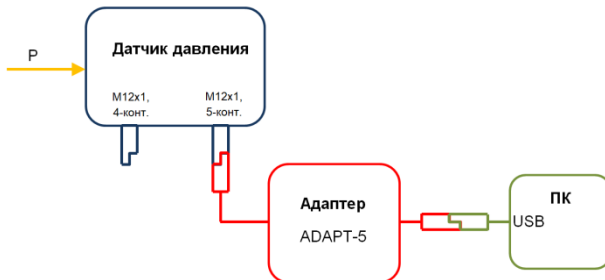 Датчик давления
P
M12x1,
4-конт.
M12x1,
5-конт.
Адаптер
ADAPT-5
ПК
USB